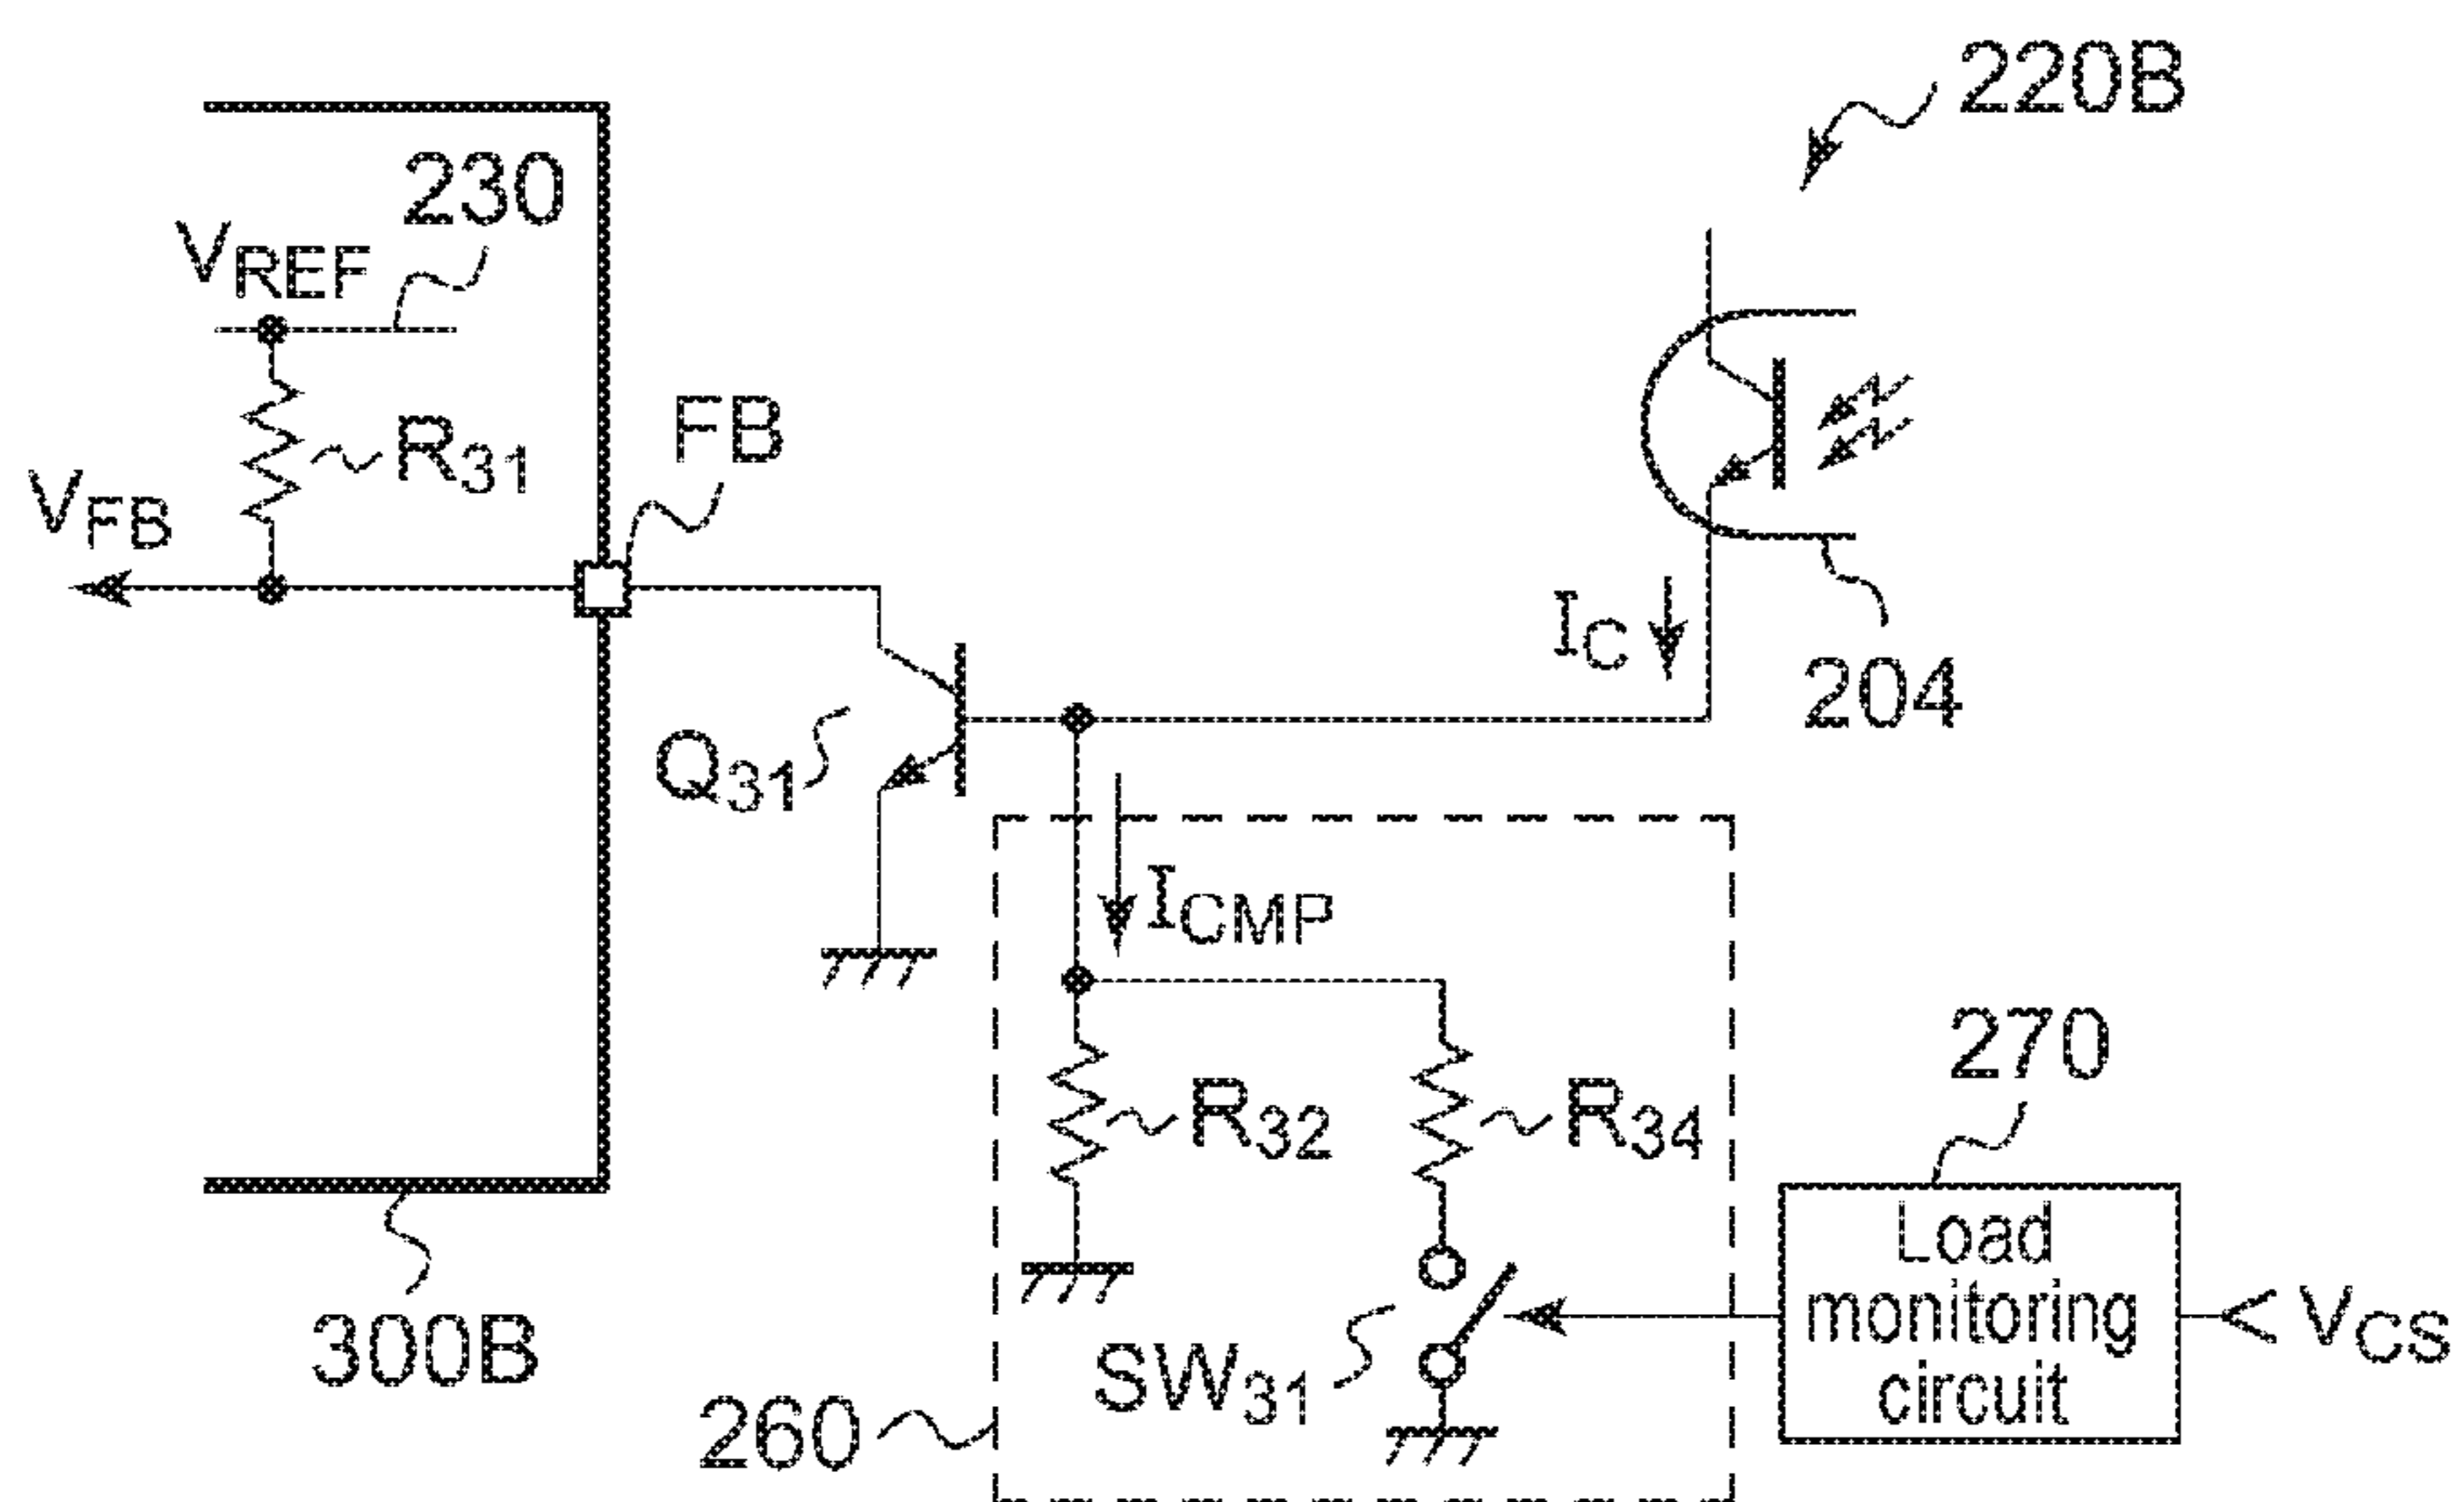 220B
230
VREF
R31
FB
VFB
IC
204
Q31
ICMP
270
R32
R34
Load
monitoring
circuit
VCS
300B
SW31
260